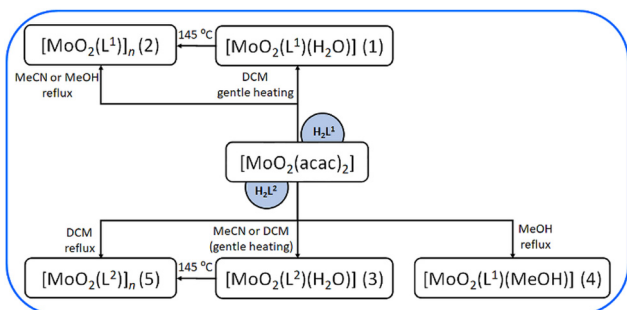 [MoO₂(L¹)]ₙ (2)
145 °C
[MoO₂(L¹)(H₂O)] (1)
MeCN or MeOH
reflux
DCM
gentle heating
H₂L¹
[MoO₂(acac)₂]
H₂L²
DCM
reflux
MeCN or DCM
(gentle heating)
MeOH
reflux
[MoO₂(L²)]ₙ (5)
145 °C
[MoO₂(L²)(H₂O)] (3)
[MoO₂(L¹)(MeOH)] (4)